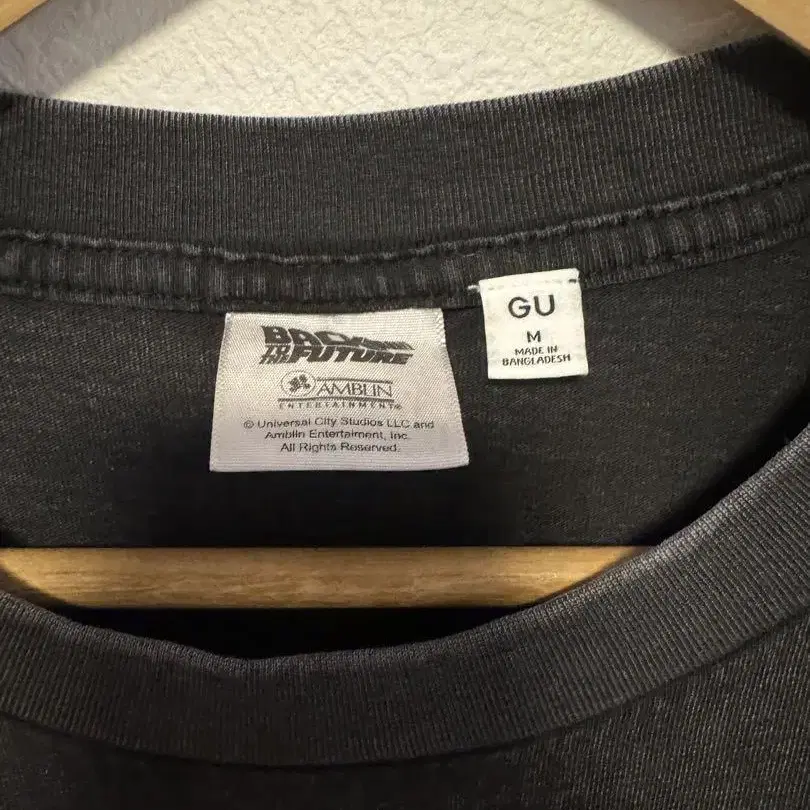 BACK
TO THE
FUTURE
AMBLIN
ENTERTAINMENT®
© Universal City Studios LLC and
Amblin Entertaiment, Inc.
All Rights Reserved.
GU
M
MADE IN
BANGLADESH